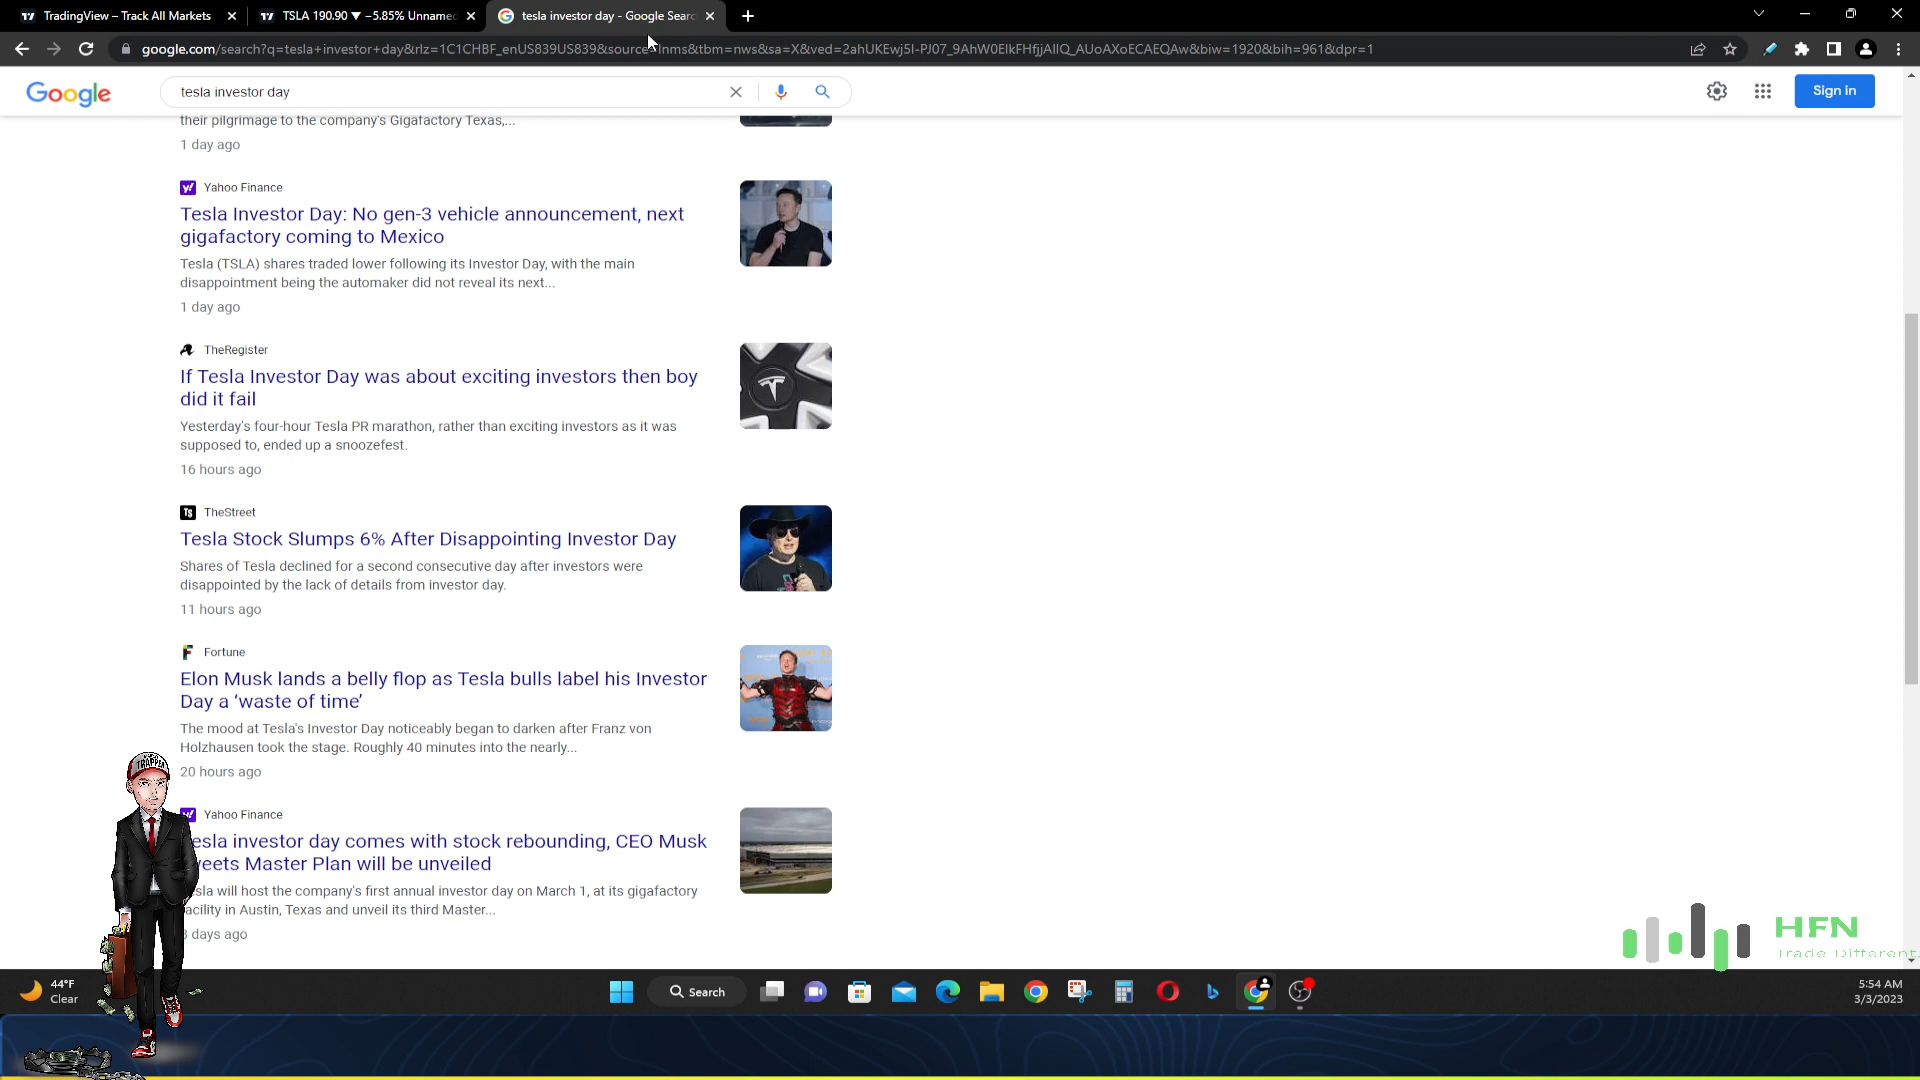 TradingView – Track All Markets
TSLA 190.90 ▼ −5.85% Unnamed
tesla investor day - Google Sear
google.com/search?q=tesla+investor+day&rlz=1C1CHBF_enUS839US839&source=lnms&tbm=nws&sa=X&ved=2ahUKEwj5l-PJ07_9AhW0ElkFHfjjAlIQ_AUoAXoECAEQAw&biw=1920&bih=961&dpr=1
Google
tesla investor day
Sign in
their pilgrimage to the company's Gigafactory Texas,...
1 day ago
y! Yahoo Finance
Tesla Investor Day: No gen-3 vehicle announcement, next
gigafactory coming to Mexico
Tesla (TSLA) shares traded lower following its Investor Day, with the main
disappointment being the automaker did not reveal its next...
1 day ago
TheRegister
If Tesla Investor Day was about exciting investors then boy
did it fail
Yesterday's four-hour Tesla PR marathon, rather than exciting investors as it was
supposed to, ended up a snoozefest.
16 hours ago
TS TheStreet
Tesla Stock Slumps 6% After Disappointing Investor Day
Shares of Tesla declined for a second consecutive day after investors were
disappointed by the lack of details from investor day.
11 hours ago
F Fortune
Elon Musk lands a belly flop as Tesla bulls label his Investor
Day a ‘waste of time’
The mood at Tesla's Investor Day noticeably began to darken after Franz von
Holzhausen took the stage. Roughly 40 minutes into the nearly...
20 hours ago
TRAPPER
y! Yahoo Finance
esla investor day comes with stock rebounding, CEO Musk
eets Master Plan will be unveiled
sla will host the company's first annual investor day on March 1, at its gigafactory
acility in Austin, Texas and unveil its third Master...
3 days ago
HFN
Trade Different
44°F
Clear
Search
5:54 AM
3/3/2023